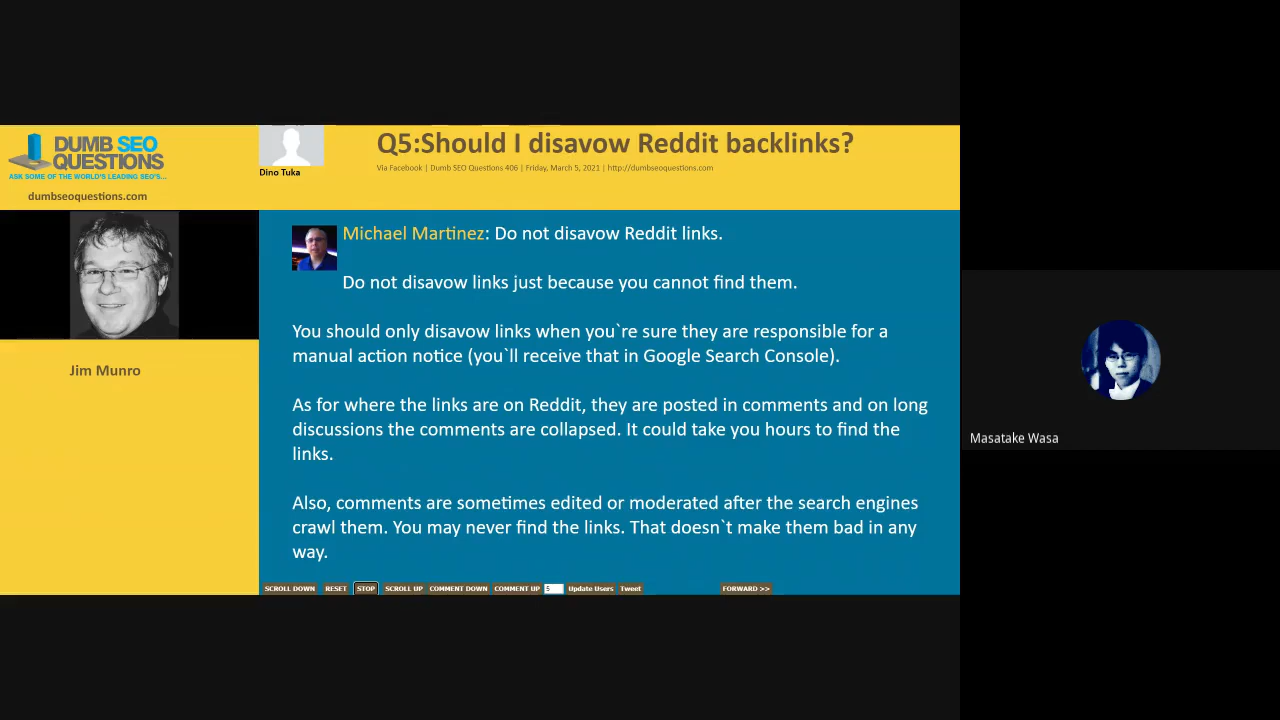 DUMB SEO
QUESTIONS
ASK SOME OF THE WORLD'S LEADING SEO'S...
dumbseoquestions.com
Dino Tuka
Q5:Should I disavow Reddit backlinks?
Via Facebook | Dumb SEO Questions 406 | Friday, March 5, 2021 | http://dumbseoquestions.com
Jim Munro
Michael Martinez: Do not disavow Reddit links.
Do not disavow links just because you cannot find them.
You should only disavow links when you`re sure they are responsible for a
manual action notice (you`ll receive that in Google Search Console).
As for where the links are on Reddit, they are posted in comments and on long
discussions the comments are collapsed. It could take you hours to find the
links.
Also, comments are sometimes edited or moderated after the search engines
crawl them. You may never find the links. That doesn`t make them bad in any
way.
SCROLL DOWN RESET STOP SCROLL UP COMMENT DOWN COMMENT UP 5 Update Users Tweet FORWARD >>
Masatake Wasa